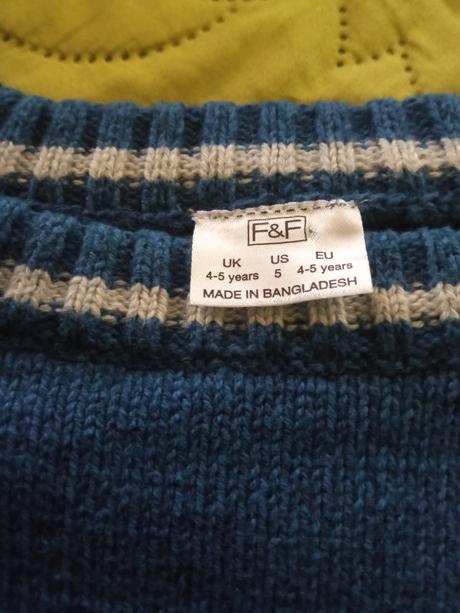 F&F
UK US EU
4-5 years 5 4-5 years
MADE IN BANGLADESH